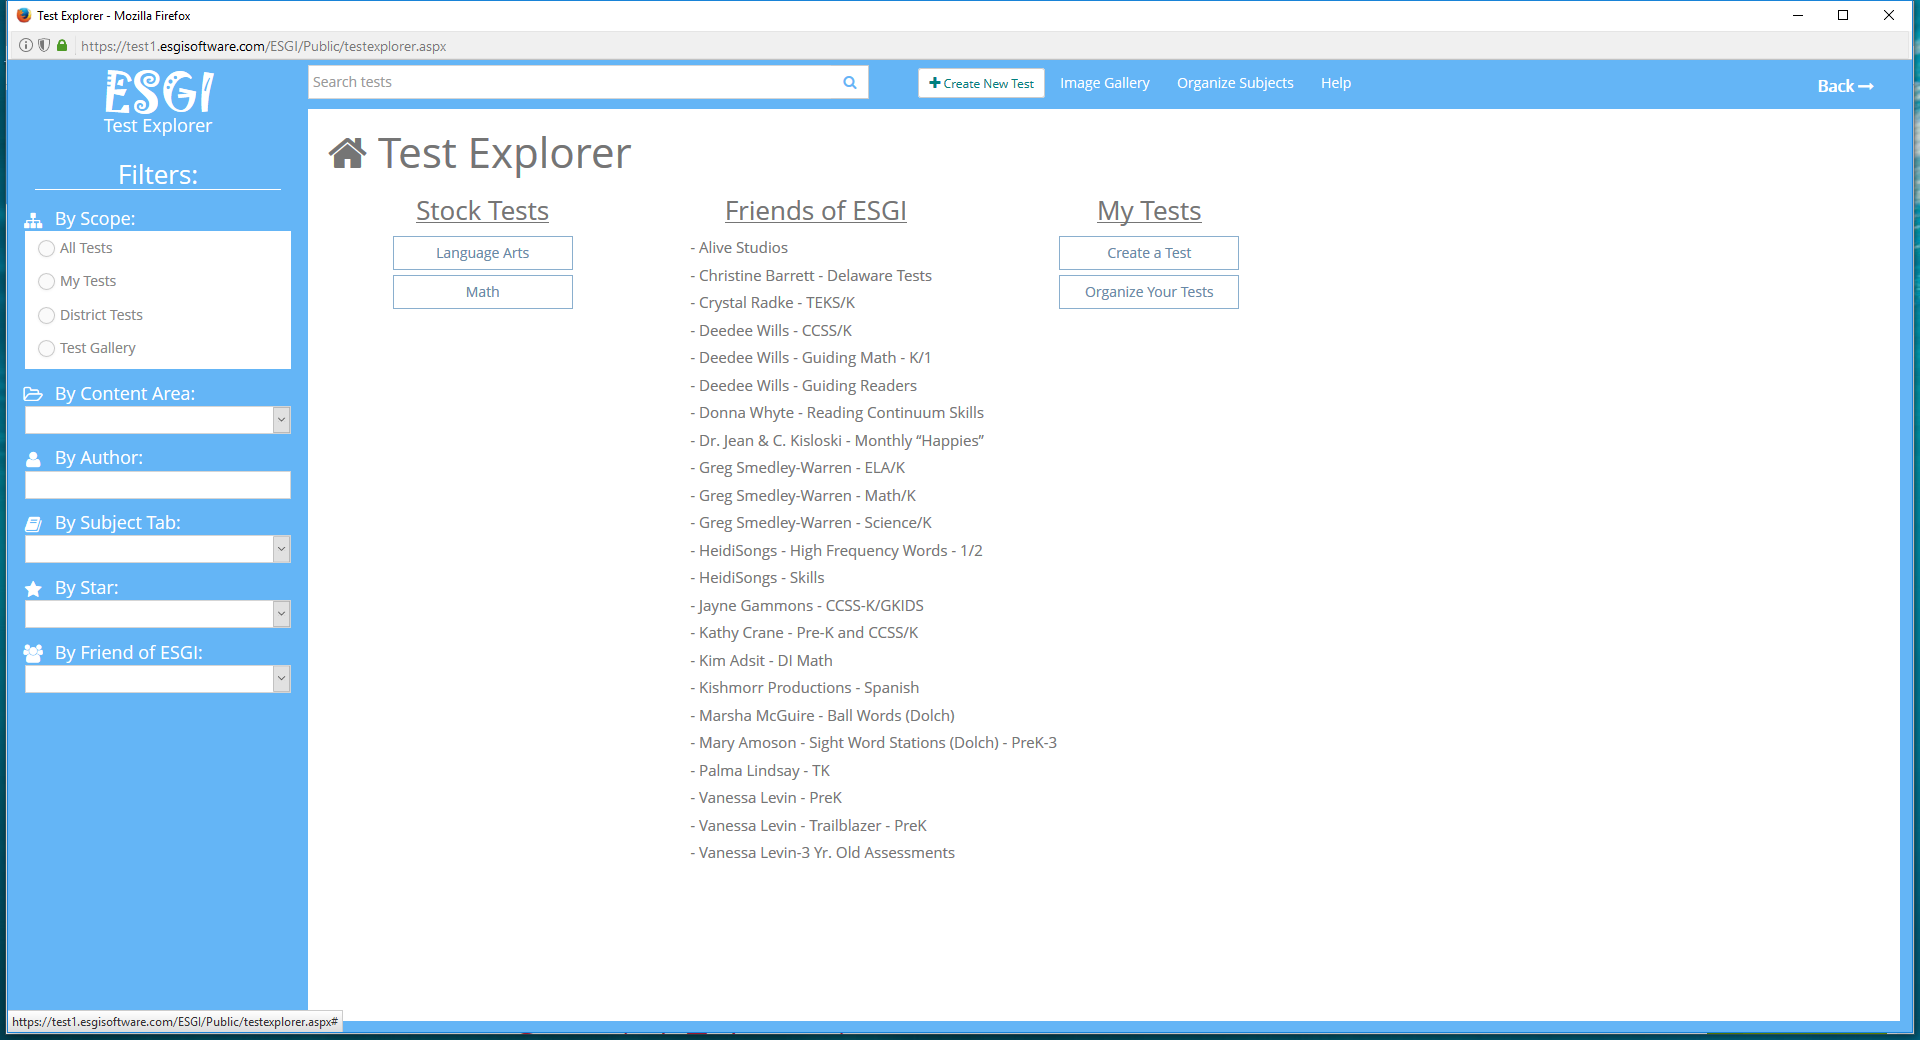 Test Explorer - Mozilla Firefox
https://test1.esgisoftware.com/ESGI/Public/testexplorer.aspx
ESGI
Test Explorer
Search tests
Create New Test
Image Gallery
Organize Subjects
Help
Back
Filters:
By Scope:
All Tests
My Tests
District Tests
Test Gallery
By Content Area:
By Author:
By Subject Tab:
By Star:
By Friend of ESGI:
Test Explorer
Stock Tests
Language Arts
Math
Friends of ESGI
- Alive Studios
- Christine Barrett - Delaware Tests
- Crystal Radke - TEKS/K
- Deedee Wills - CCSS/K
- Deedee Wills - Guiding Math - K/1
- Deedee Wills - Guiding Readers
- Donna Whyte - Reading Continuum Skills
- Dr. Jean & C. Kisloski - Monthly “Happies”
- Greg Smedley-Warren - ELA/K
- Greg Smedley-Warren - Math/K
- Greg Smedley-Warren - Science/K
- HeidiSongs - High Frequency Words - 1/2
- HeidiSongs - Skills
- Jayne Gammons - CCSS-K/GKIDS
- Kathy Crane - Pre-K and CCSS/K
- Kim Adsit - DI Math
- Kishmorr Productions - Spanish
- Marsha McGuire - Ball Words (Dolch)
- Mary Amoson - Sight Word Stations (Dolch) - PreK-3
- Palma Lindsay - TK
- Vanessa Levin - PreK
- Vanessa Levin - Trailblazer - PreK
- Vanessa Levin-3 Yr. Old Assessments
My Tests
Create a Test
Organize Your Tests
https://test1.esgisoftware.com/ESGI/Public/testexplorer.aspx#